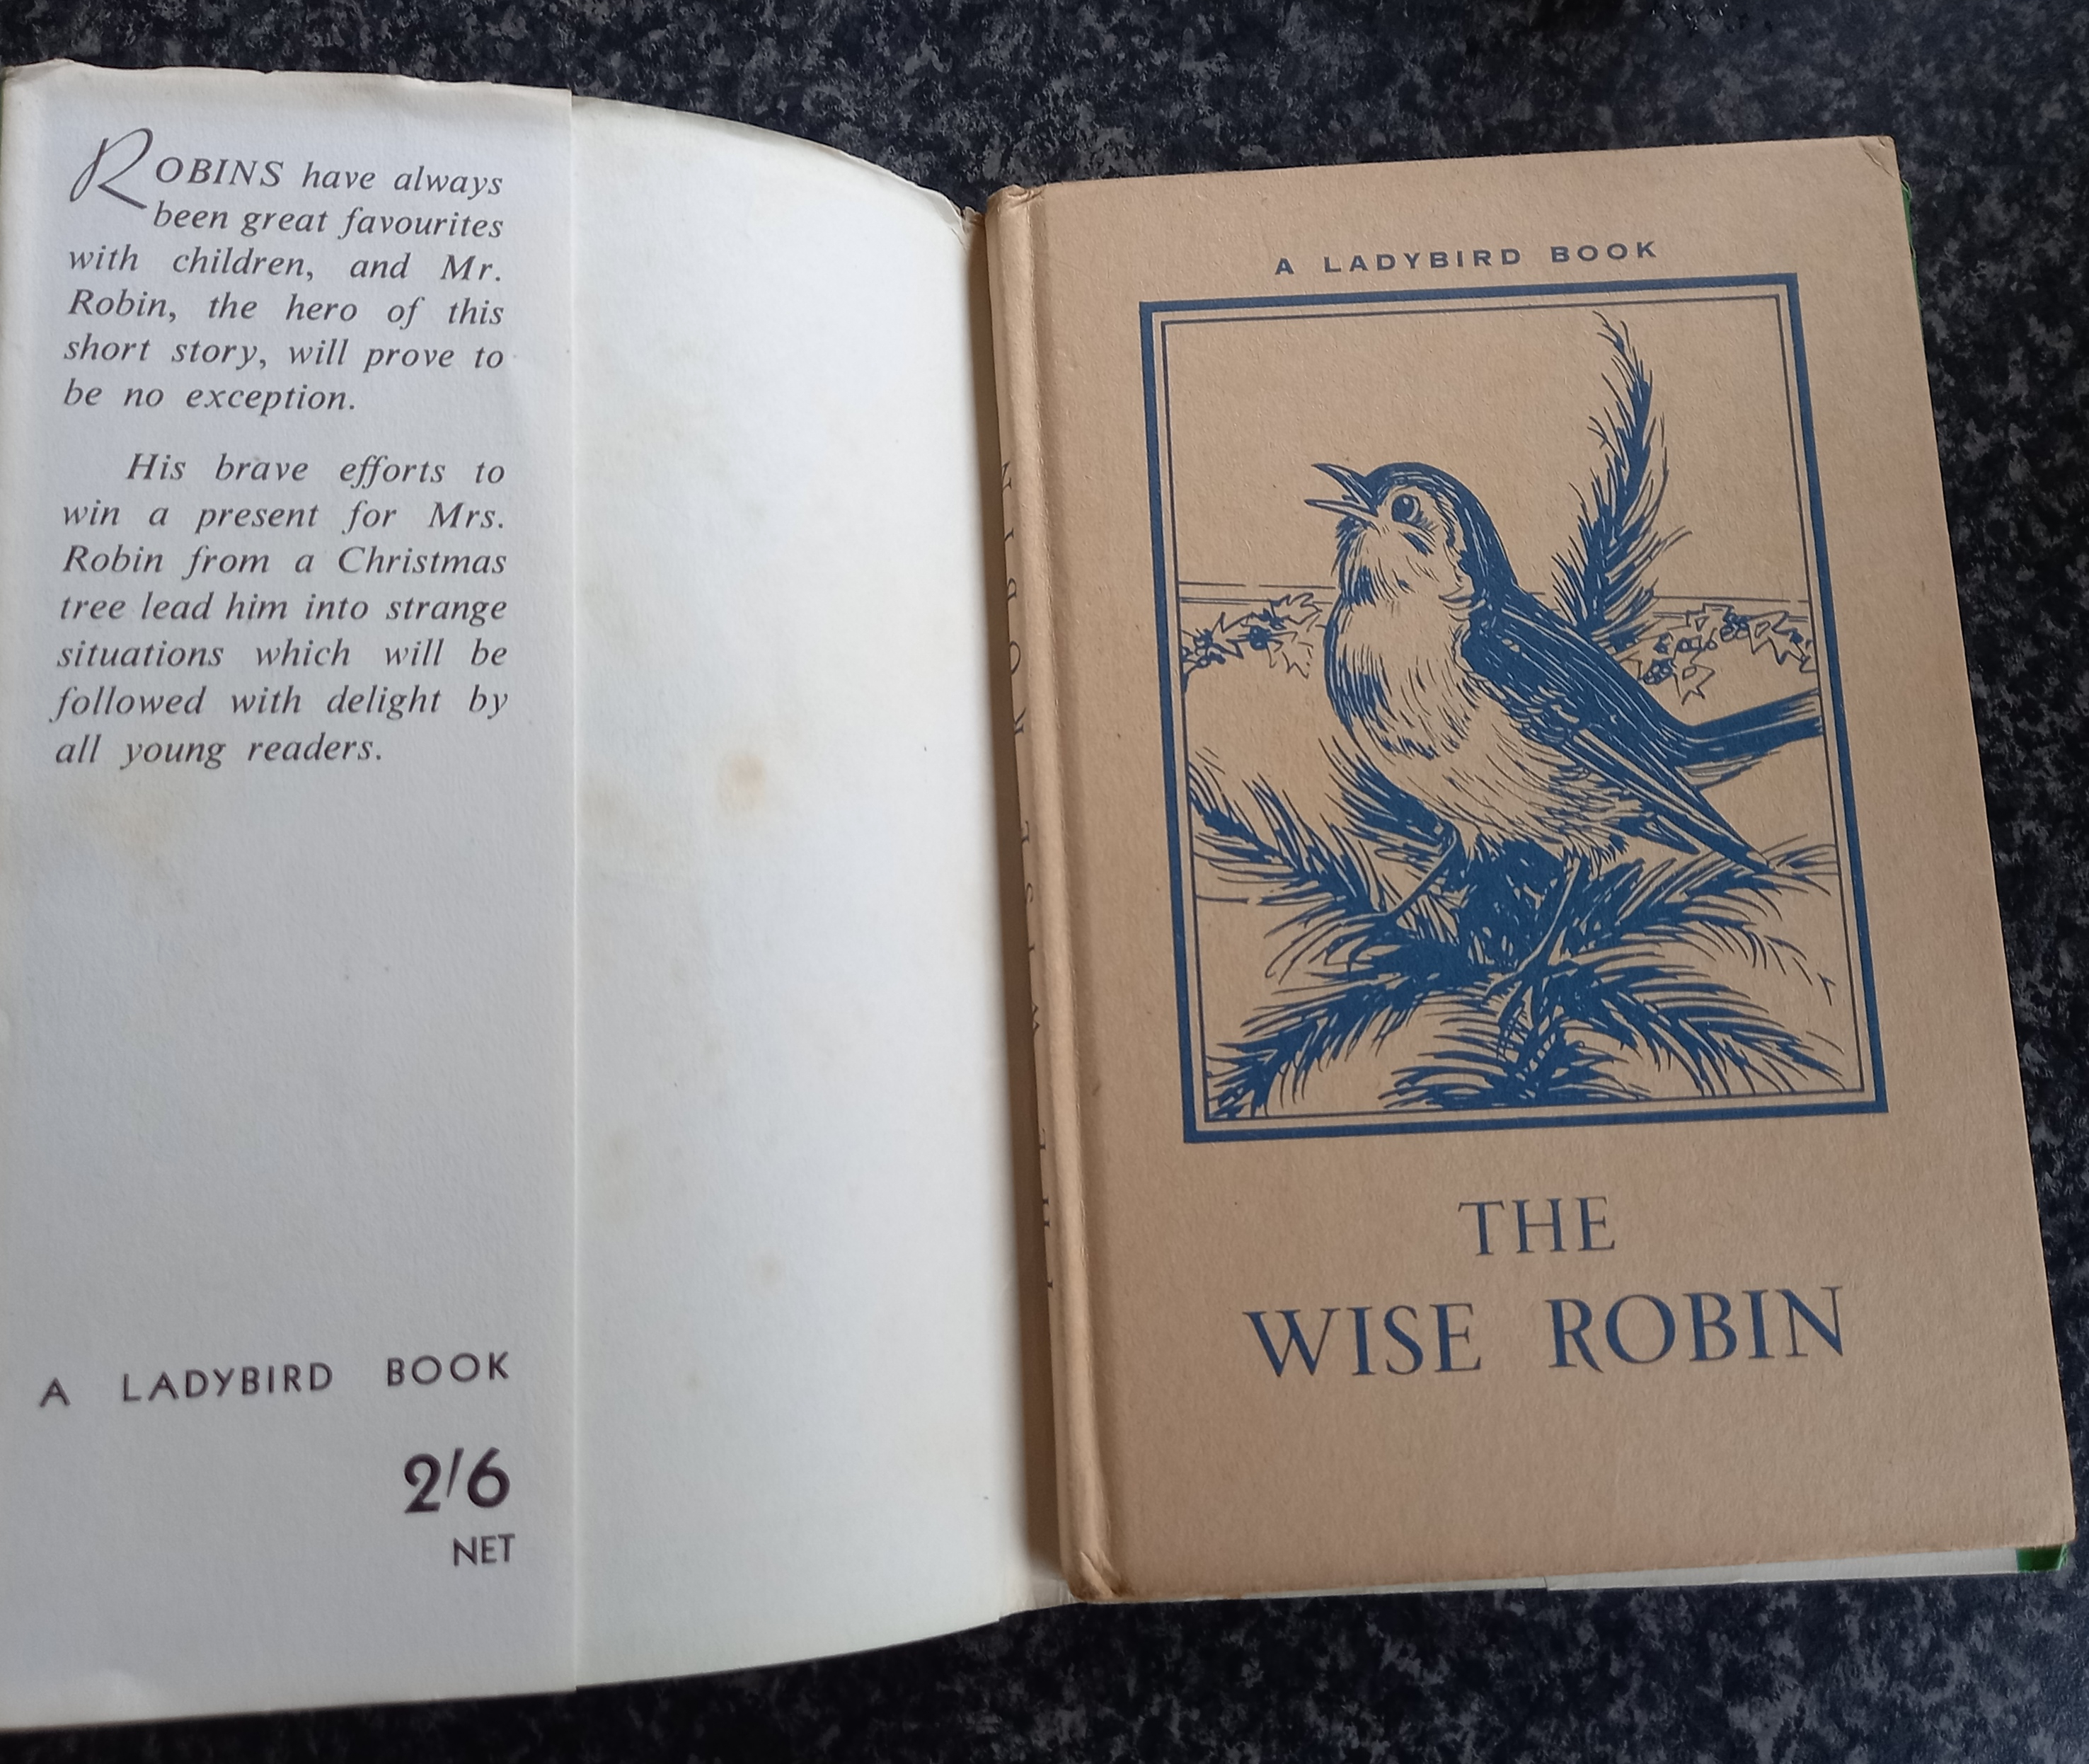 ROBINS have always
been great favourites
with children, and Mr.
Robin, the hero of this
short story, will prove to
be no exception.
His brave efforts to
win a present for Mrs.
Robin from a Christmas
tree lead him into strange
situations which will be
followed with delight by
all young readers.
A LADYBIRD BOOK
2/6
NET
A LADYBIRD BOOK
THE
WISE ROBIN